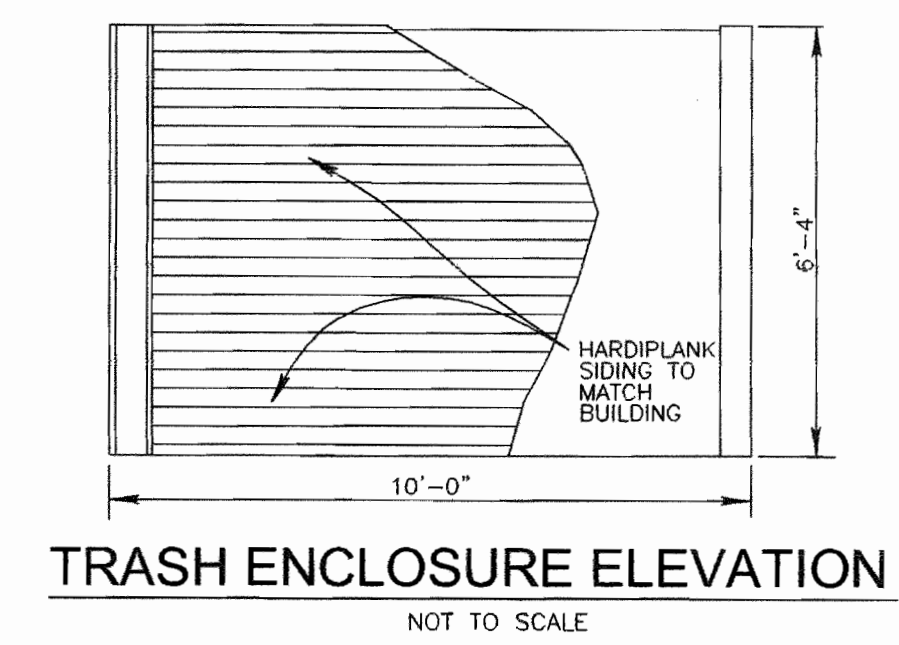 6'-4"
HARDIPLANK
SIDING TO
MATCH
BUILDING
10'-0"
TRASH ENCLOSURE ELEVATION
NOT TO SCALE